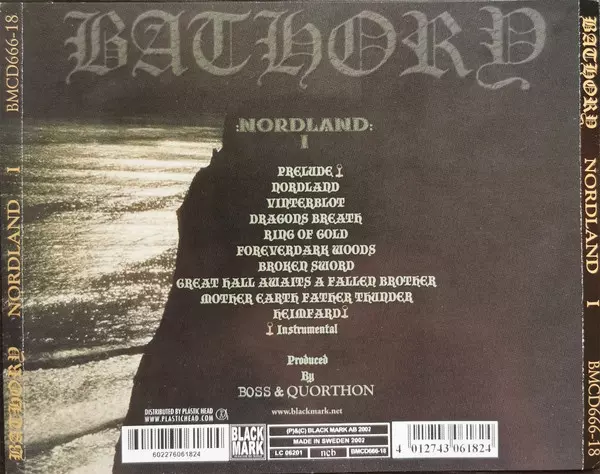 BATHORY
:NORDLAND:
I
PRELUDE
NORDLAND
VINTERBLOT
DRAGONS BREATH
RING OF GOLD
FOREVERDARK WOODS
BROKEN SWORD
GREAT HALL AWAITS A FALLEN BROTHER
MOTHER EARTH FATHER THUNDER
HEIMFARD
Instrumental
Produced
By
BOSS & QUORTHON
www.blackmark.net
DISTRIBUTED BY PLASTIC HEAD
WWW.PLASTICHEAD.COM
602276061824
BLACK
MARK
(P)&(C) BLACK MARK AB 2002
MADE IN SWEDEN 2002
LC 06201
ncb
BMCD666-18
4 012743 061824
BATHORY NORDLAND I BMCD666-18
BATHORY NORDLAND I BMCD666-18